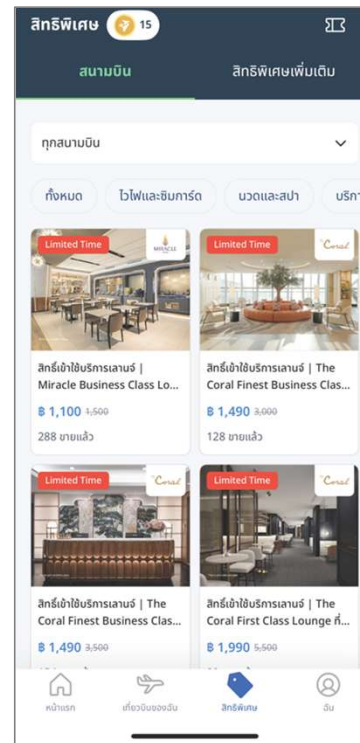 สิทธิพิเศษ 15
สนามบิน สิทธิพิเศษเพิ่มเติม
ทุกสนามบิน
ทั้งหมด ไวไฟและซิมการ์ด นวดและสปา บริกา
Limited Time MIRACLE
Limited Time The Coral
สิทธิ์เข้าใช้บริการเลานจ์ |
Miracle Business Class Lo...
฿ 1,100 1,500
288 ขายแล้ว
สิทธิ์เข้าใช้บริการเลานจ์ | The
Coral Finest Business Clas...
฿ 1,490 3,000
128 ขายแล้ว
Limited Time The Coral
Limited Time The Coral
สิทธิ์เข้าใช้บริการเลานจ์ | The
Coral Finest Business Clas...
฿ 1,490 3,500
สิทธิ์เข้าใช้บริการเลานจ์ | The
Coral First Class Lounge ที่...
฿ 1,990 5,500
หน้าแรก เที่ยวบินของฉัน สิทธิพิเศษ ฉัน